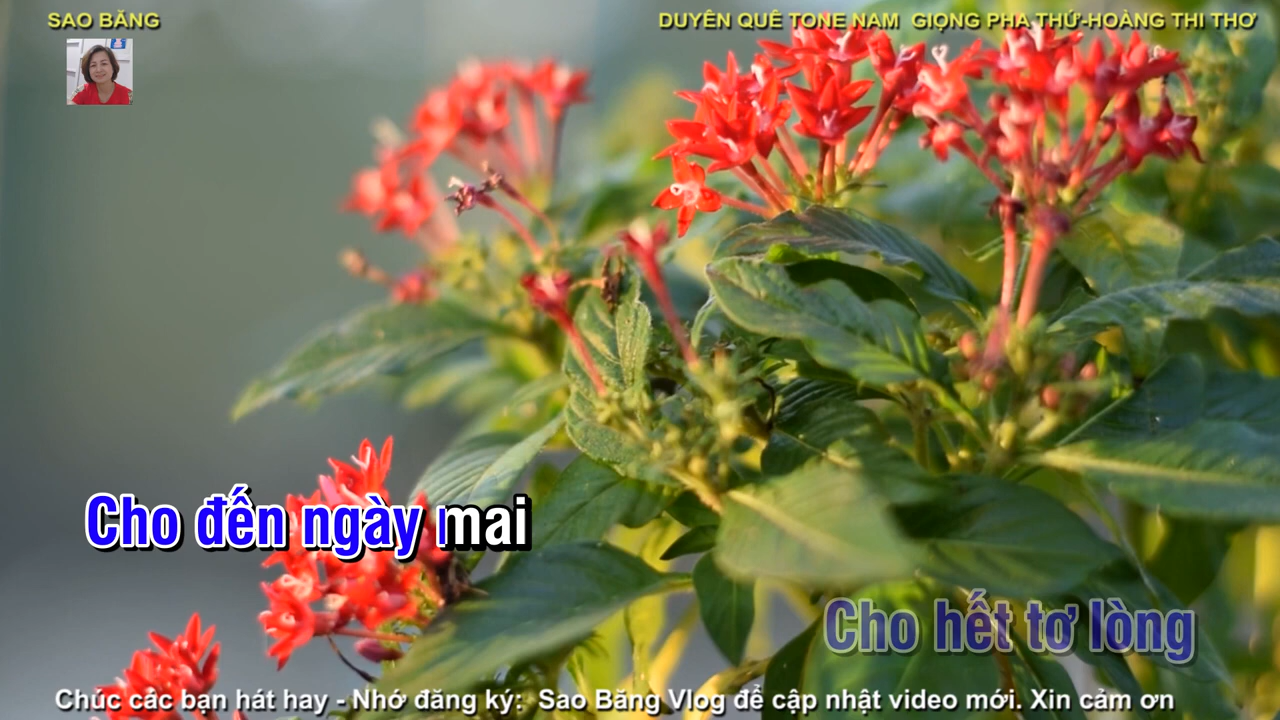 SAO BĂNG
DUYÊN QUÊ TONE NAM  GIỌNG PHA THỨ-HOÀNG THI THƠ
Cho đến ngày mai
Cho hết tơ lòng
Chúc các bạn hát hay - Nhớ đăng ký:  Sao Băng Vlog để cập nhật video mới. Xin cảm ơn